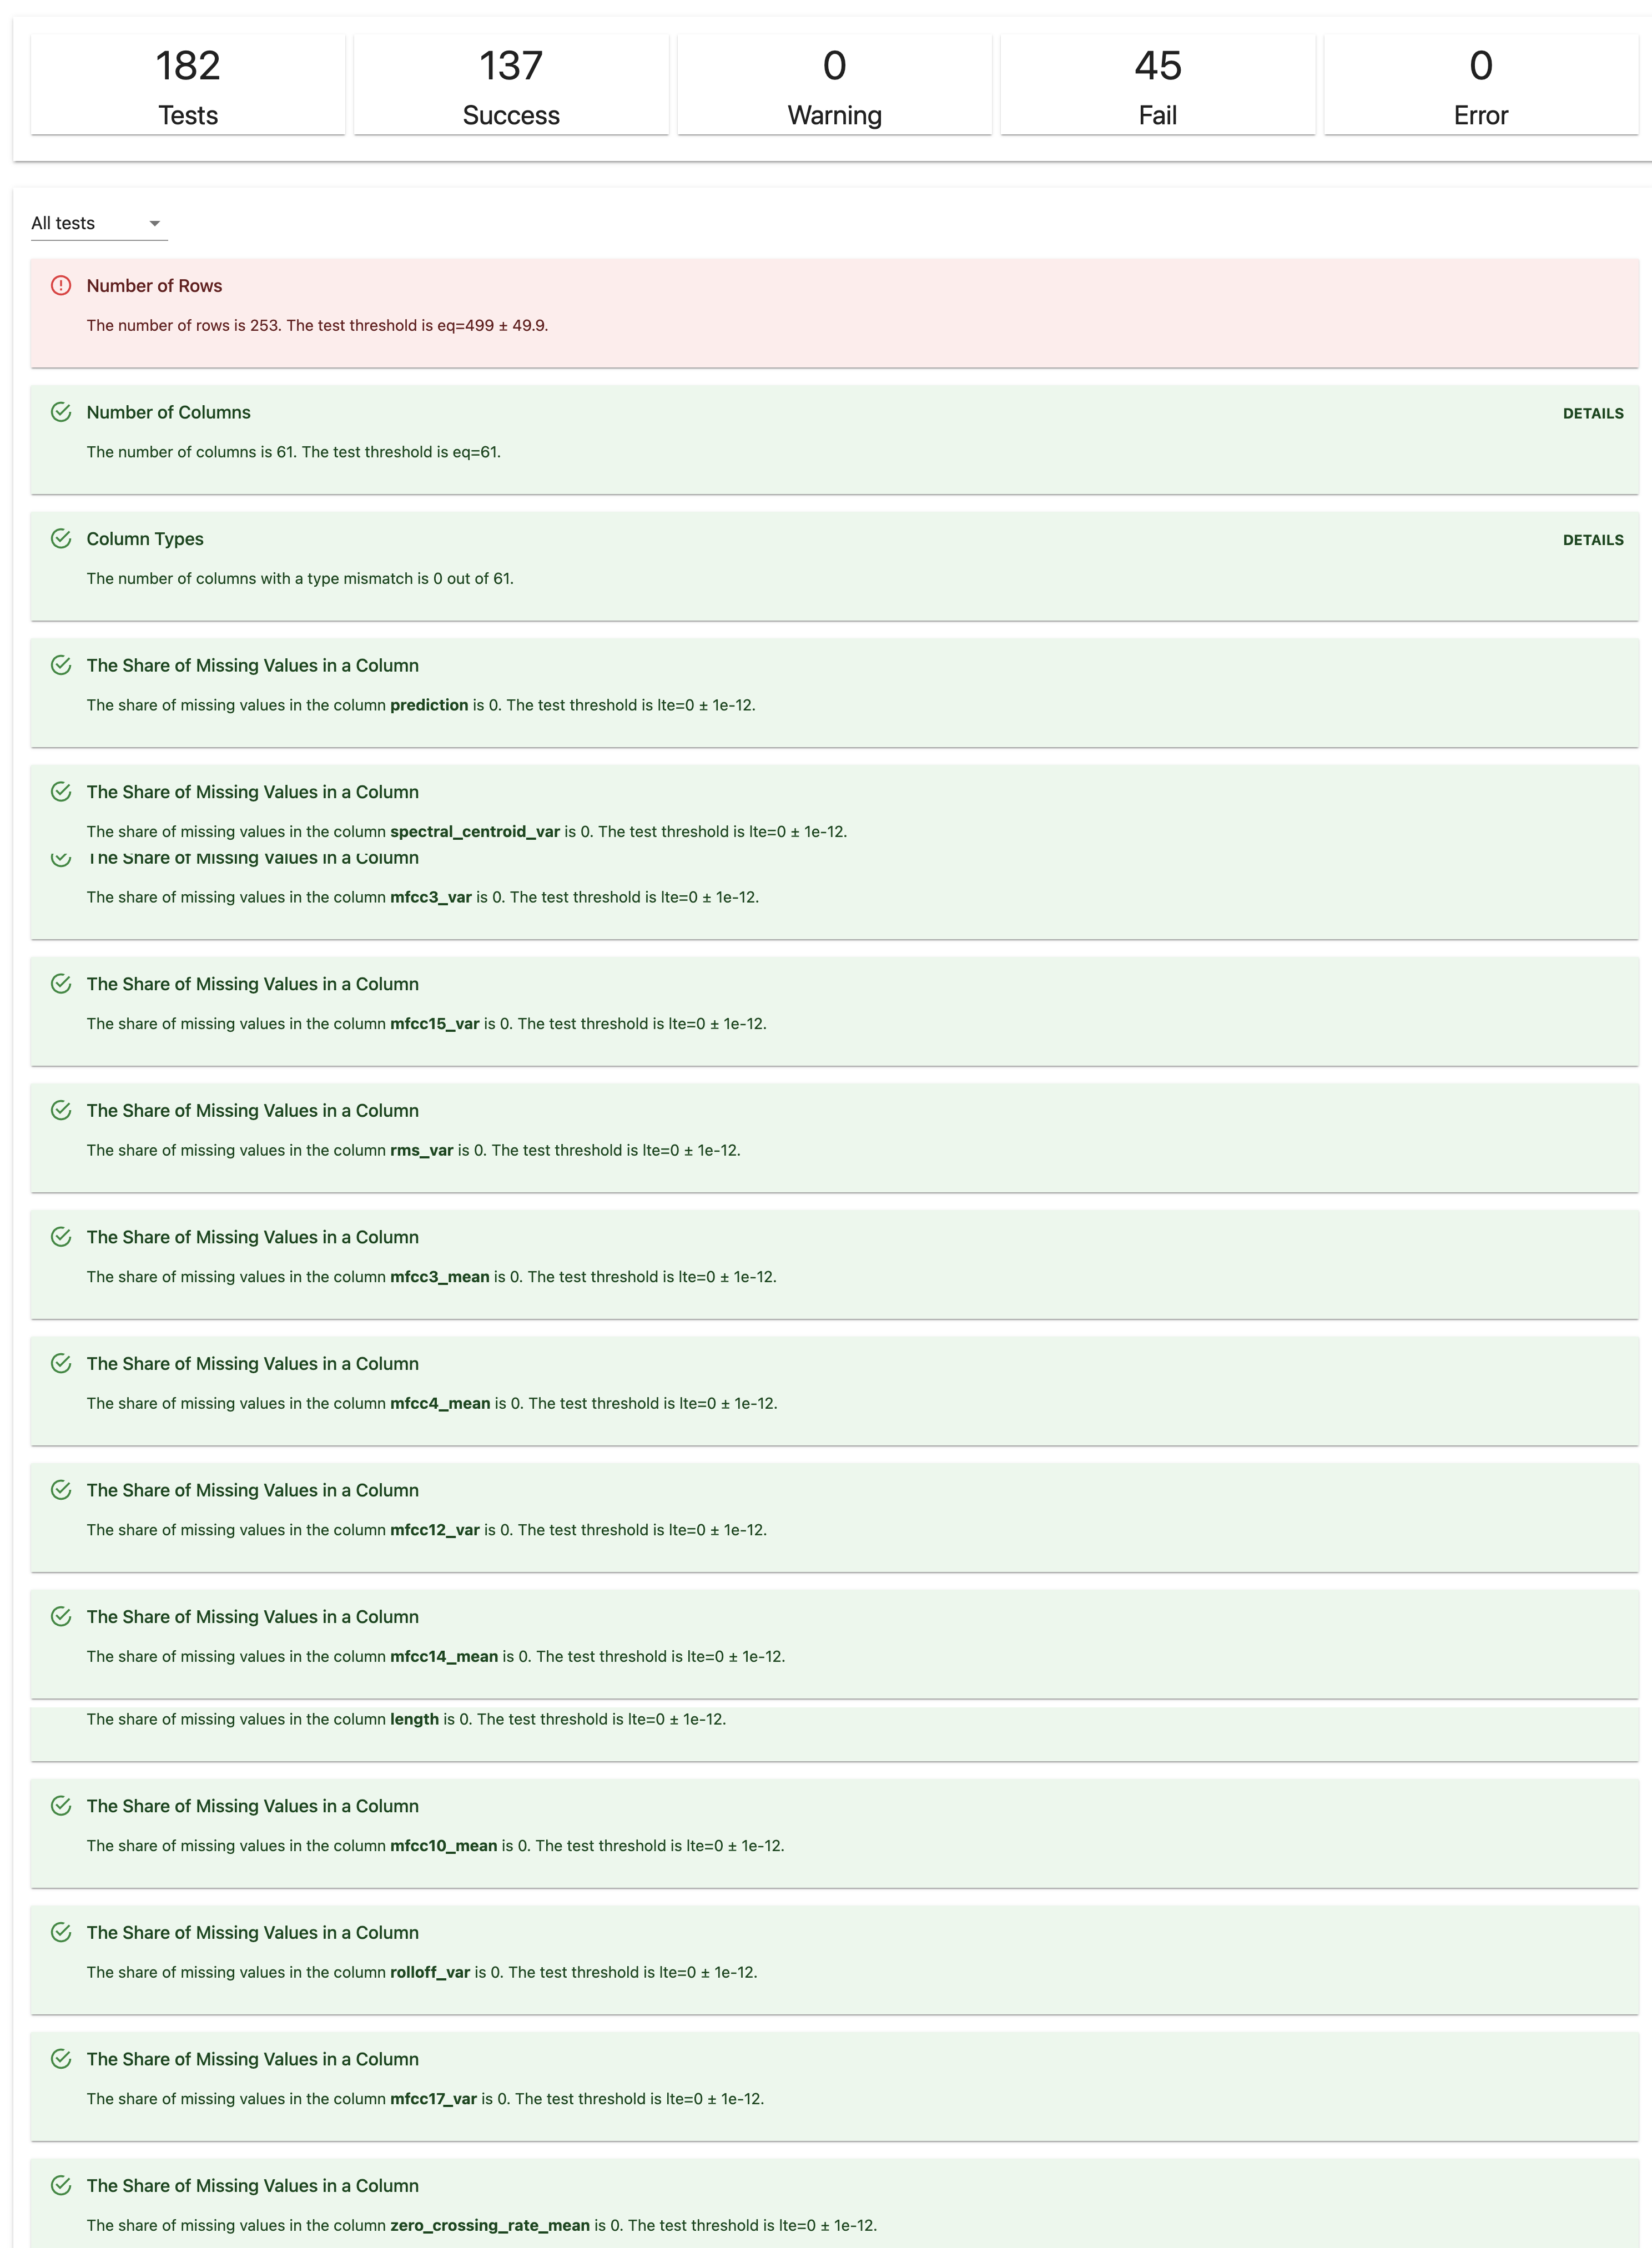 182
Tests
137
Success
0
Warning
45
Fail
0
Error
All tests
Number of Rows
The number of rows is 253. The test threshold is eq=499 ± 49.9.
Number of Columns
DETAILS
The number of columns is 61. The test threshold is eq=61.
Column Types
DETAILS
The number of columns with a type mismatch is 0 out of 61.
The Share of Missing Values in a Column
The share of missing values in the column prediction is 0. The test threshold is lte=0 ± 1e-12.
The Share of Missing Values in a Column
The share of missing values in the column spectral_centroid_var is 0. The test threshold is lte=0 ± 1e-12.
The Share of Missing Values in a Column
The share of missing values in the column mfcc3_var is 0. The test threshold is lte=0 ± 1e-12.
The Share of Missing Values in a Column
The share of missing values in the column mfcc15_var is 0. The test threshold is lte=0 ± 1e-12.
The Share of Missing Values in a Column
The share of missing values in the column rms_var is 0. The test threshold is lte=0 ± 1e-12.
The Share of Missing Values in a Column
The share of missing values in the column mfcc3_mean is 0. The test threshold is lte=0 ± 1e-12.
The Share of Missing Values in a Column
The share of missing values in the column mfcc4_mean is 0. The test threshold is lte=0 ± 1e-12.
The Share of Missing Values in a Column
The share of missing values in the column mfcc12_var is 0. The test threshold is lte=0 ± 1e-12.
The Share of Missing Values in a Column
The share of missing values in the column mfcc14_mean is 0. The test threshold is lte=0 ± 1e-12.
The share of missing values in the column length is 0. The test threshold is lte=0 ± 1e-12.
The Share of Missing Values in a Column
The share of missing values in the column mfcc10_mean is 0. The test threshold is lte=0 ± 1e-12.
The Share of Missing Values in a Column
The share of missing values in the column rolloff_var is 0. The test threshold is lte=0 ± 1e-12.
The Share of Missing Values in a Column
The share of missing values in the column mfcc17_var is 0. The test threshold is lte=0 ± 1e-12.
The Share of Missing Values in a Column
The share of missing values in the column zero_crossing_rate_mean is 0. The test threshold is lte=0 ± 1e-12.